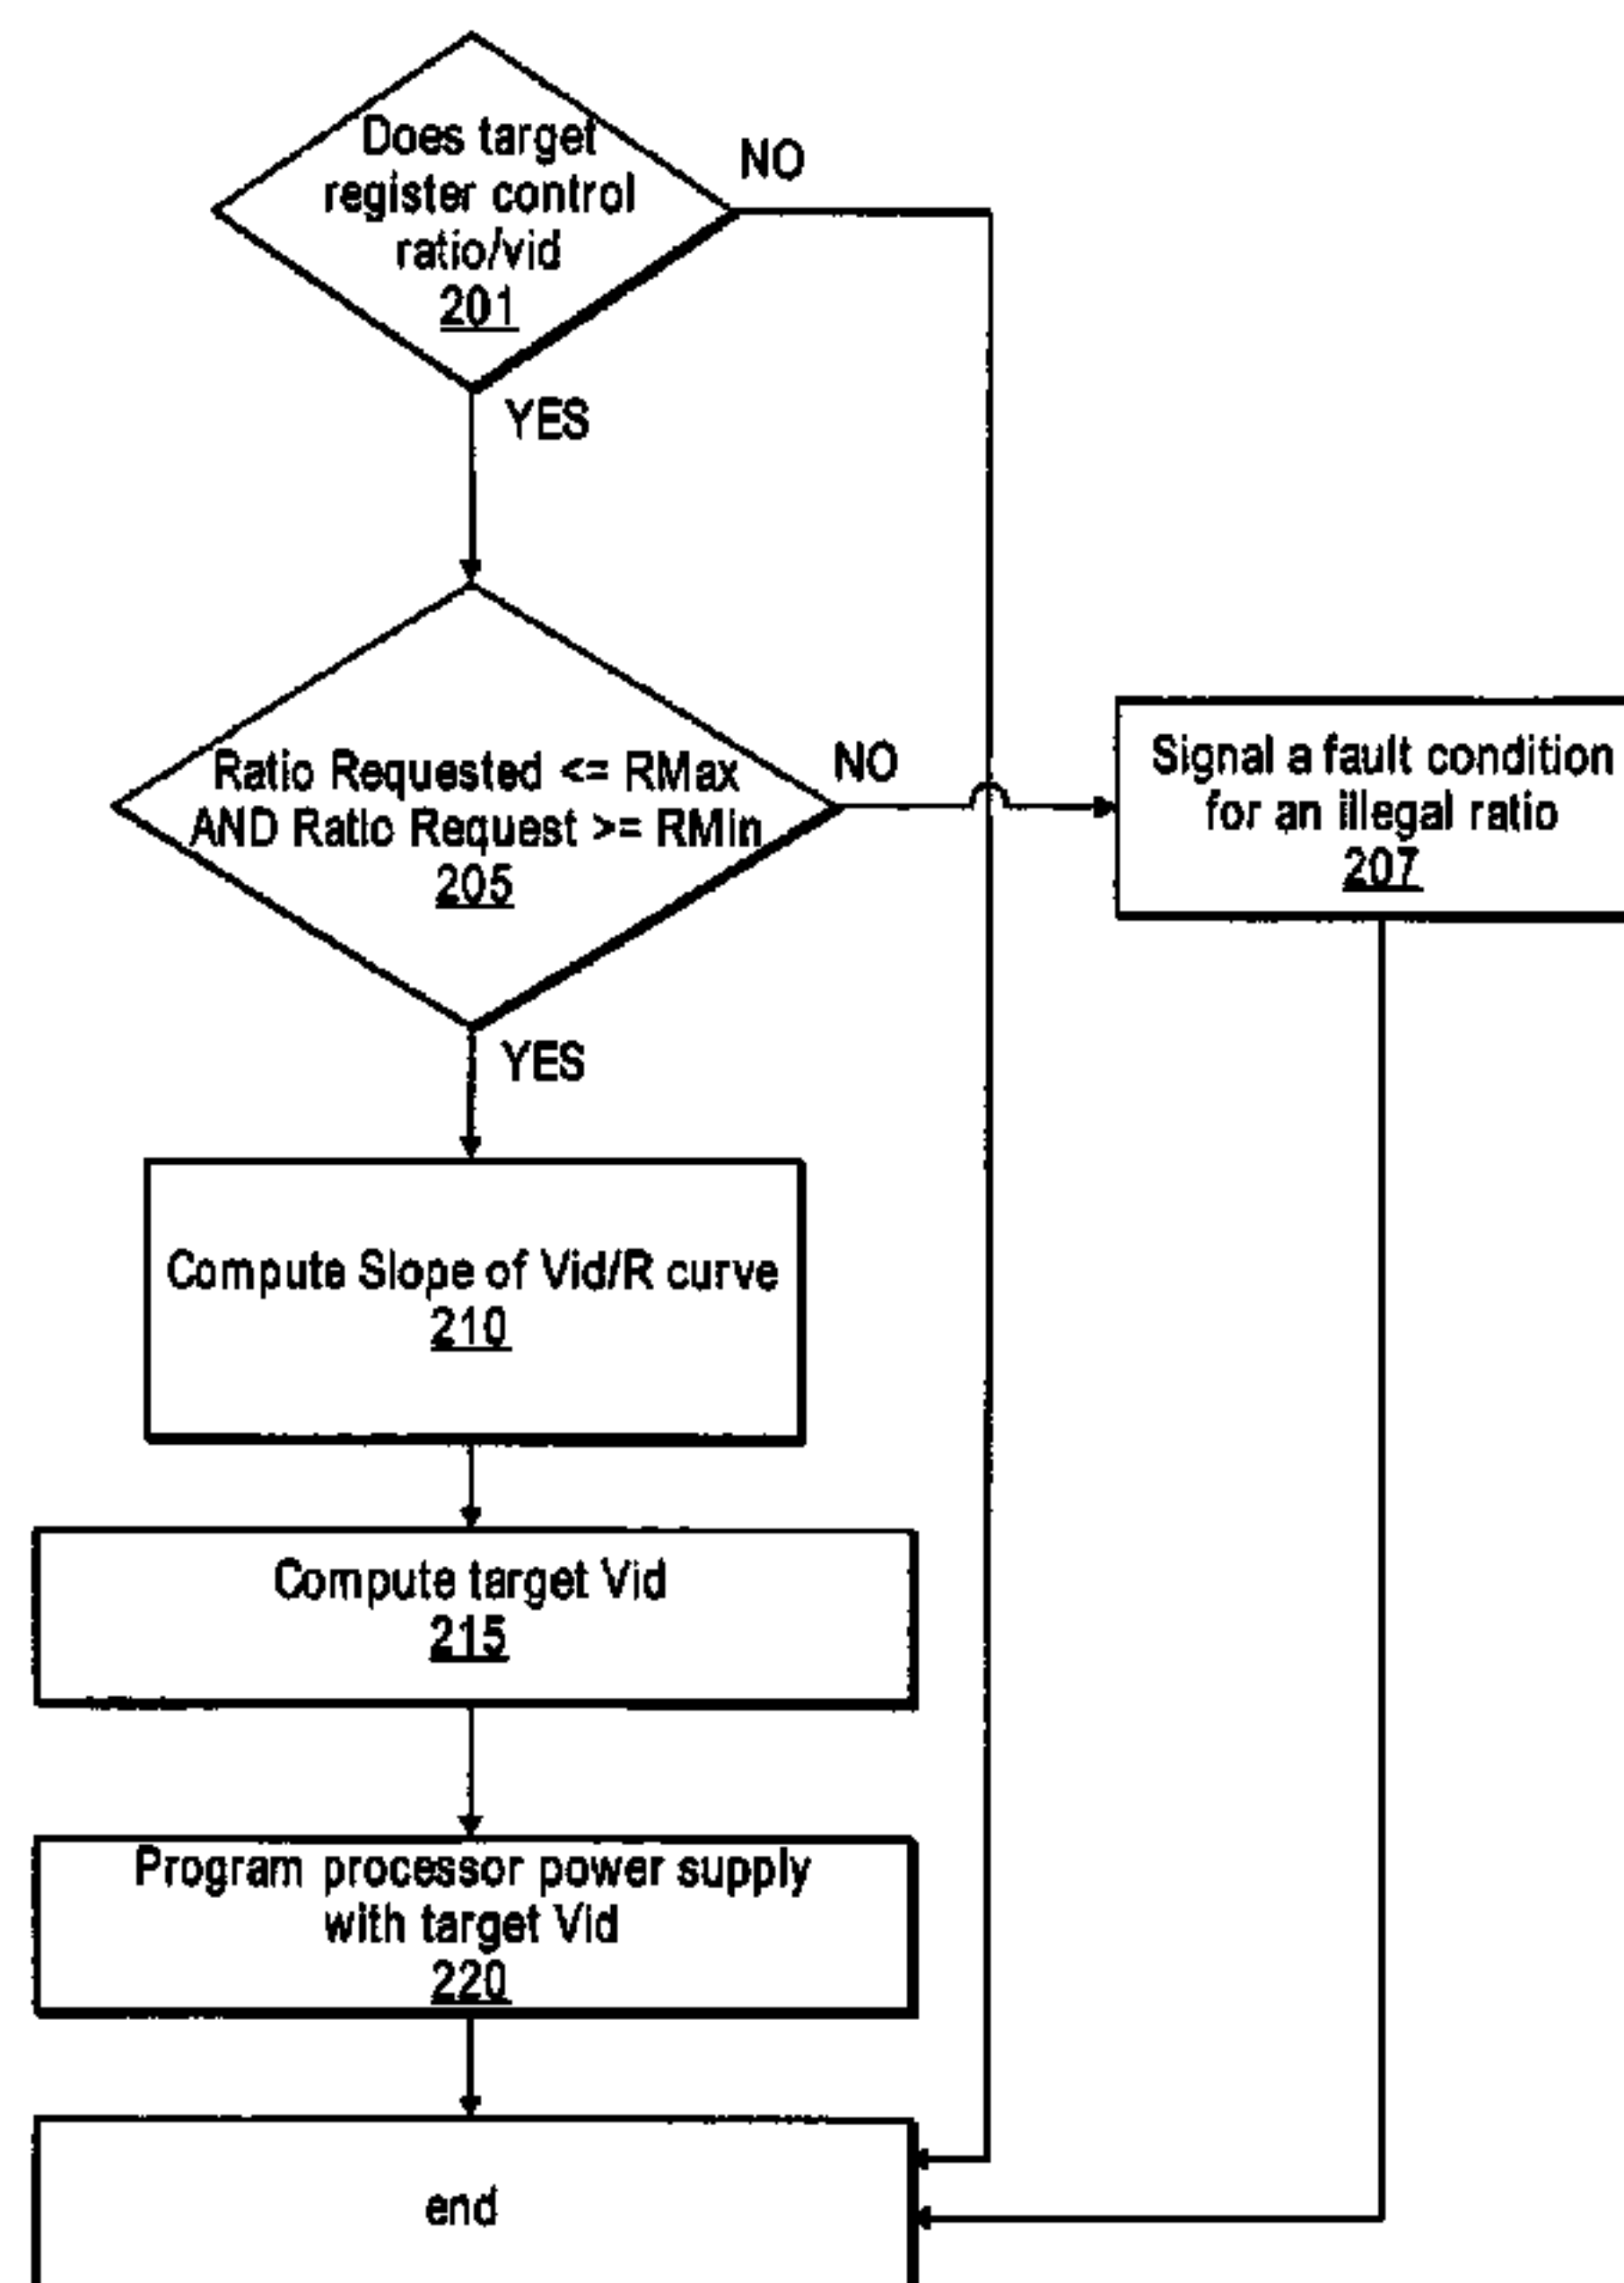 Does target
register control
ratio/vid
201
NO
YES
Ratio Requested <= RMax
AND Ratio Request >= RMin
205
NO
Signal a fault condition
for an illegal ratio
207
YES
Compute Slope of Vid/R curve
210
Compute target Vid
215
Program processor power supply
with target Vid
220
end